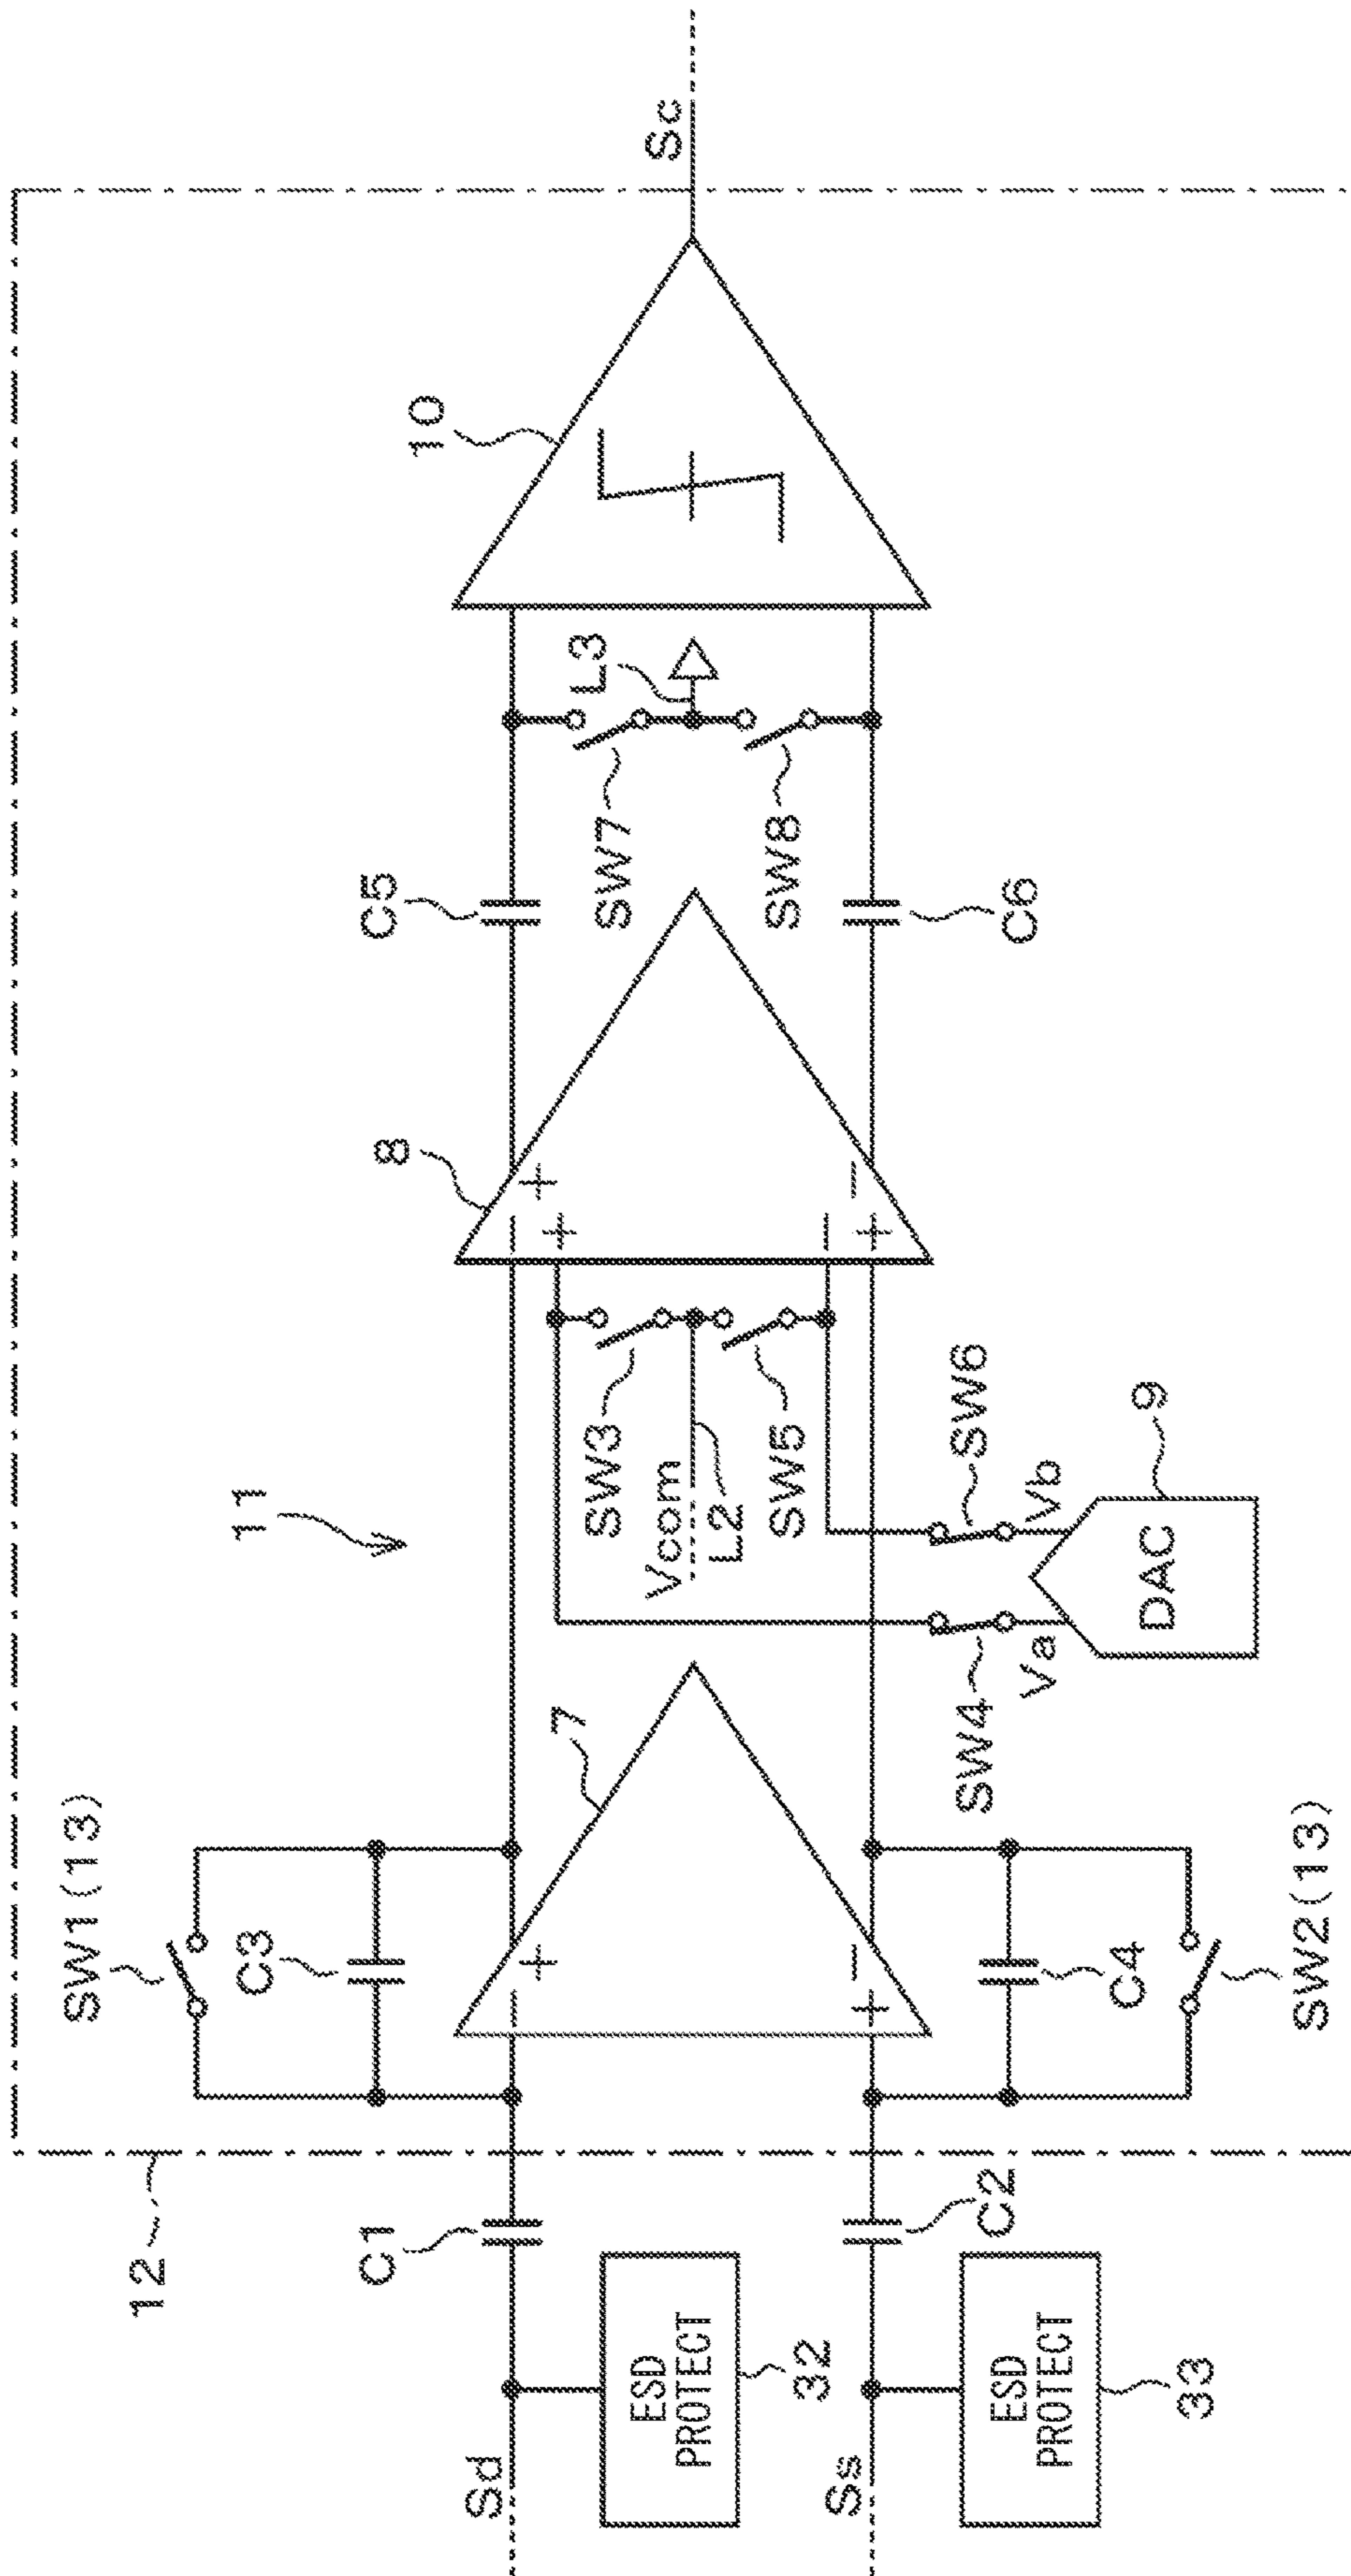 12
SW1(13)
C3
C1
Sd
ESD
PROTECT
32
7
11
8
C5
10
Sc
L3
SW7
SW8
C6
SW3
Vcom
L2
SW5
SW6
Vb
9
DAC
Va
SW4
+
−
+
−
+
−
+
−
+
−
Ss
ESD
PROTECT
33
C2
C4
SW2(13)